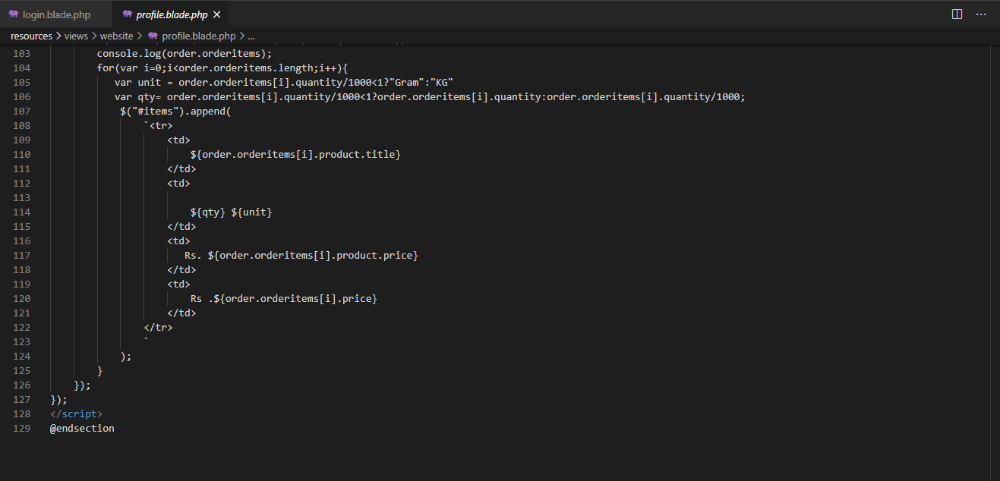 login.blade.php
profile.blade.php
resources > views > website > profile.blade.php > ...
103 console.log(order.orderitems);
104 for(var i=0;i<order.orderitems.length;i++){
105 var unit = order.orderitems[i].quantity/1000<1?"Gram":"KG"
106 var qty= order.orderitems[i].quantity/1000<1?order.orderitems[i].quantity:order.orderitems[i].quantity/1000;
107 $("#items").append(
108 `<tr>
109 <td>
110 ${order.orderitems[i].product.title}
111 </td>
112 <td>
113
114 ${qty} ${unit}
115 </td>
116 <td>
117 Rs. ${order.orderitems[i].product.price}
118 </td>
119 <td>
120 Rs .${order.orderitems[i].price}
121 </td>
122 </tr>
123 `
124 );
125 }
126 });
127 });
128 </script>
129 @endsection